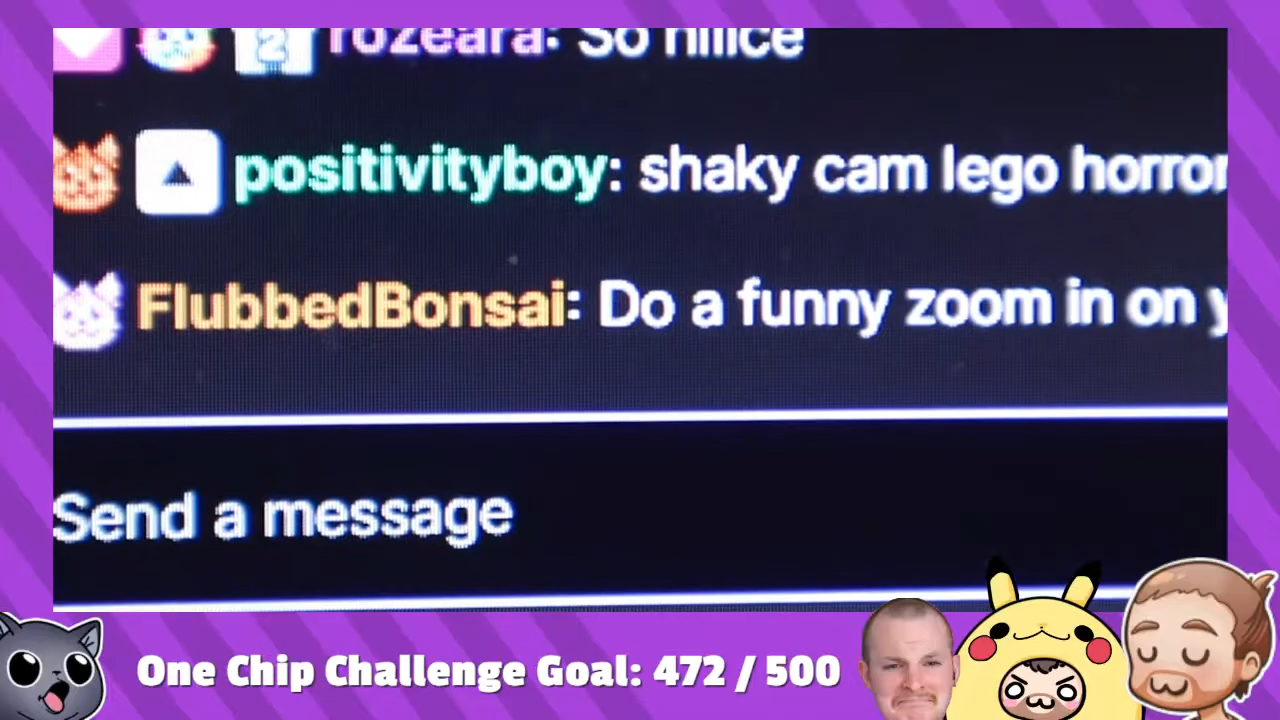 rozeara: So niiice
positivityboy: shaky cam lego horror
FlubbedBonsai: Do a funny zoom in on y
Send a message
One Chip Challenge Goal: 472 / 500